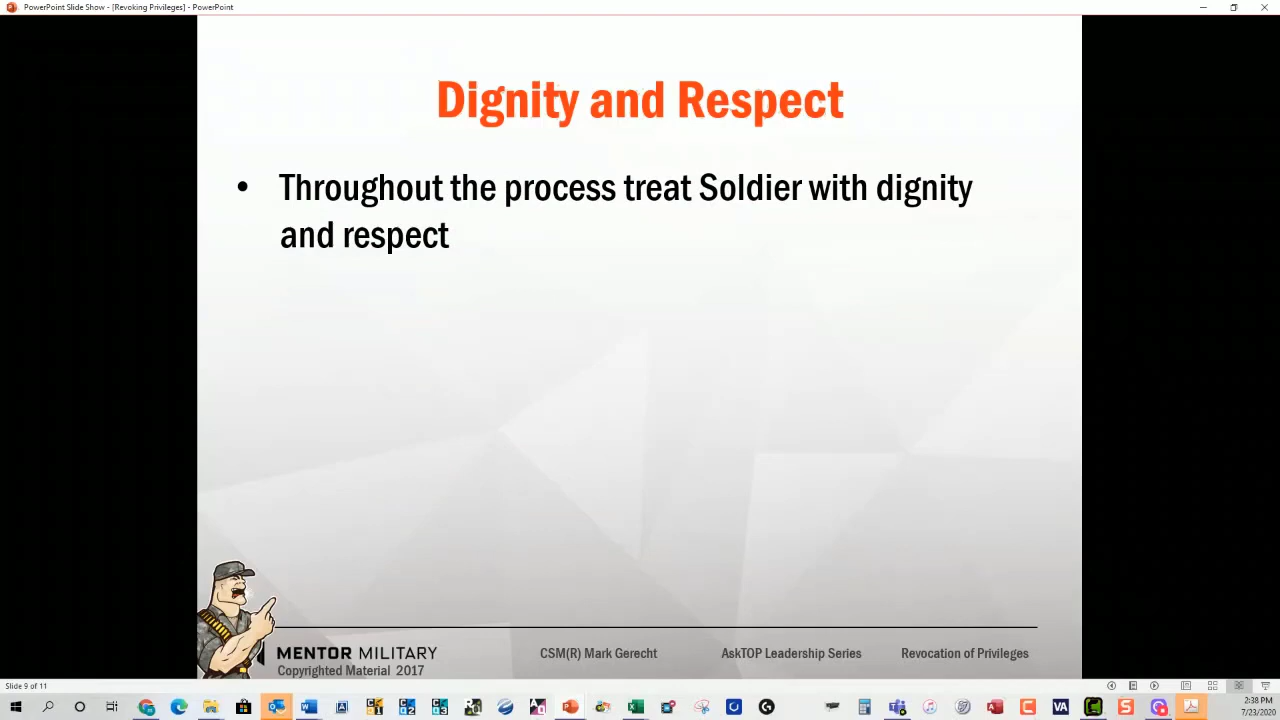 PowerPoint Slide Show - [Revoking Privileges] - PowerPoint
Dignity and Respect
• Throughout the process treat Soldier with dignity
and respect
MENTOR MILITARY
Copyrighted Material 2017
CSM(R) Mark Gerecht
AskTOP Leadership Series
Revocation of Privileges
Slide 9 of 11
2:38 PM
7/23/2020